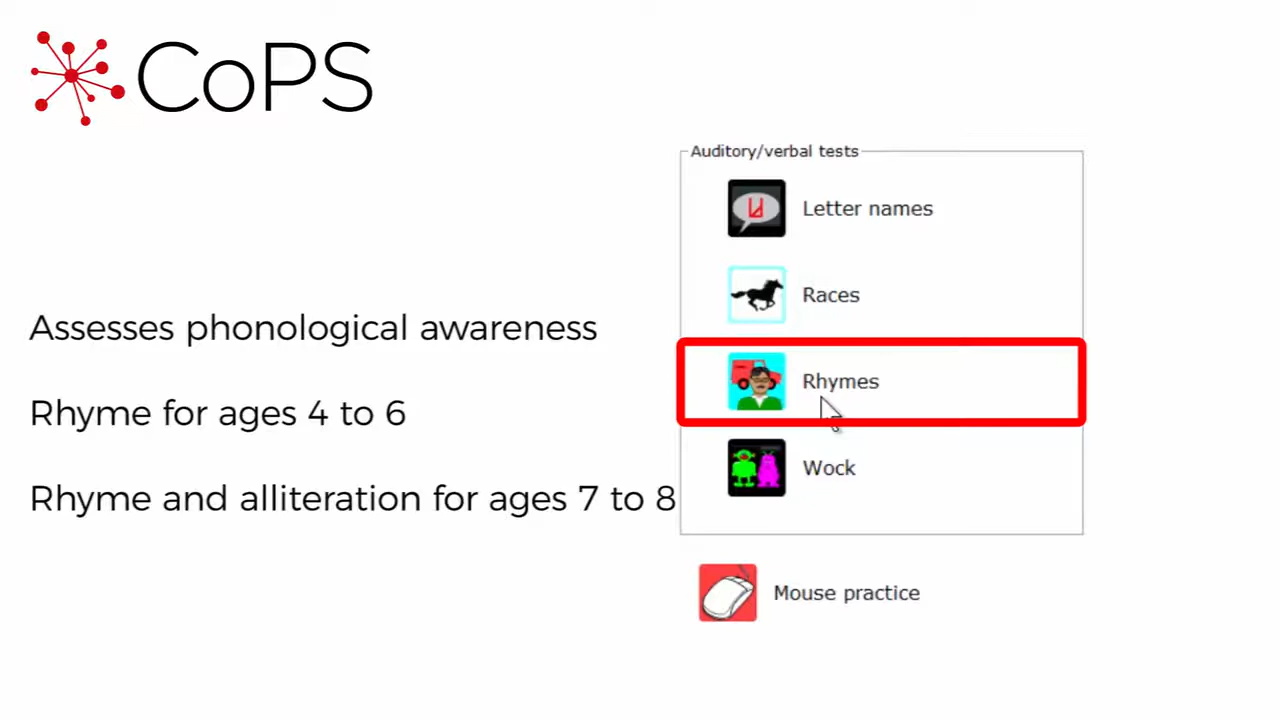 CoPS
Assesses phonological awareness
Rhyme for ages 4 to 6
Rhyme and alliteration for ages 7 to 8
Auditory/verbal tests
Letter names
Races
Rhymes
Wock
Mouse practice